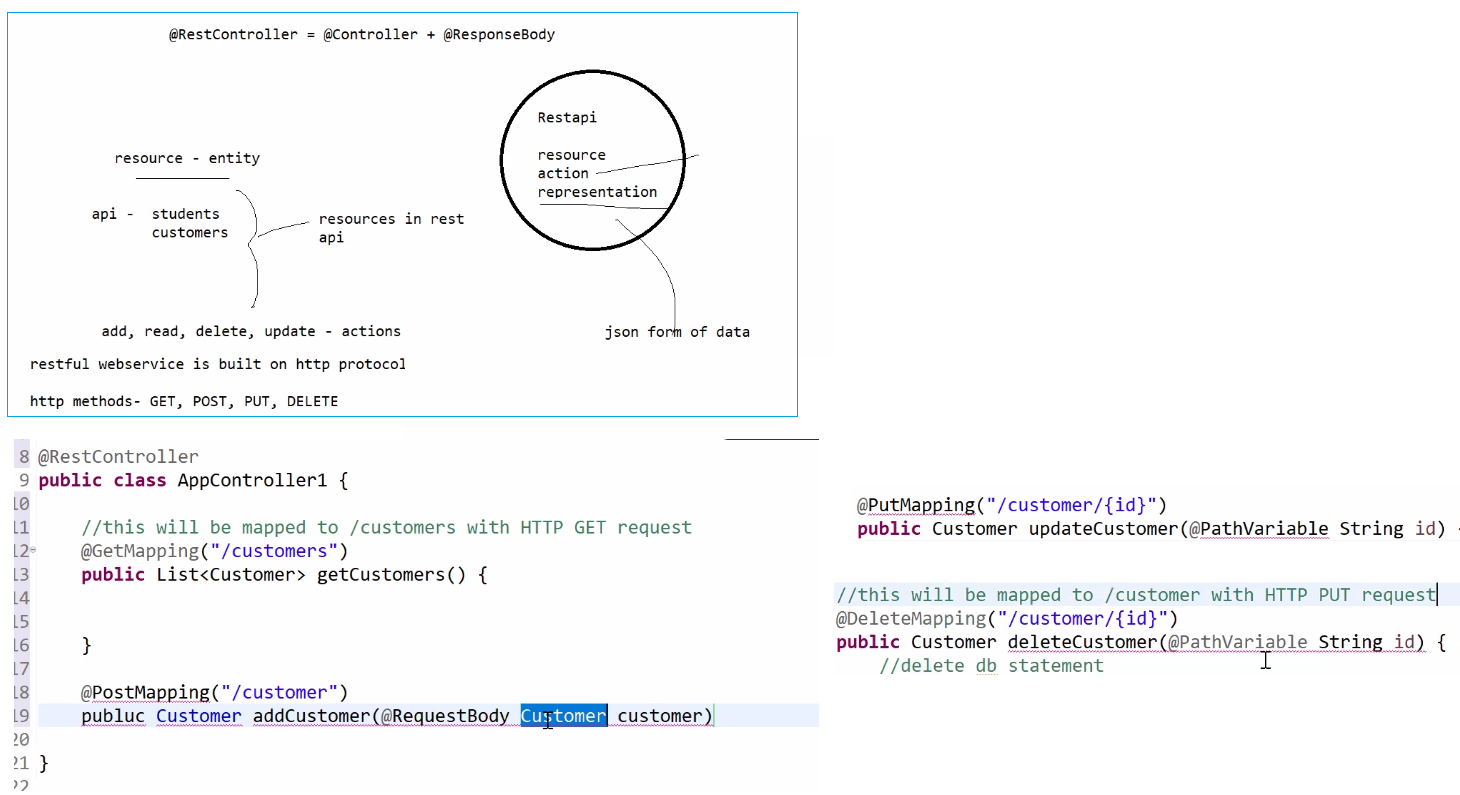 @RestController = @Controller + @ResponseBody
Restapi
resource
action
representation
resource - entity
api - students
customers
resources in rest
api
add, read, delete, update - actions
json form of data
restful webservice is built on http protocol
http methods- GET, POST, PUT, DELETE
8 @RestController
9 public class AppController1 {
10
11 //this will be mapped to /customers with HTTP GET request
12 @GetMapping("/customers")
13 public List<Customer> getCustomers() {
14
15
16 }
17
18 @PostMapping("/customer")
19 publuc Customer addCustomer(@RequestBody Customer customer)
20
21 }
22
@PutMapping("/customer/{id}")
public Customer updateCustomer(@PathVariable String id) {
//this will be mapped to /customer with HTTP PUT request
@DeleteMapping("/customer/{id}")
public Customer deleteCustomer(@PathVariable String id) {
//delete db statement